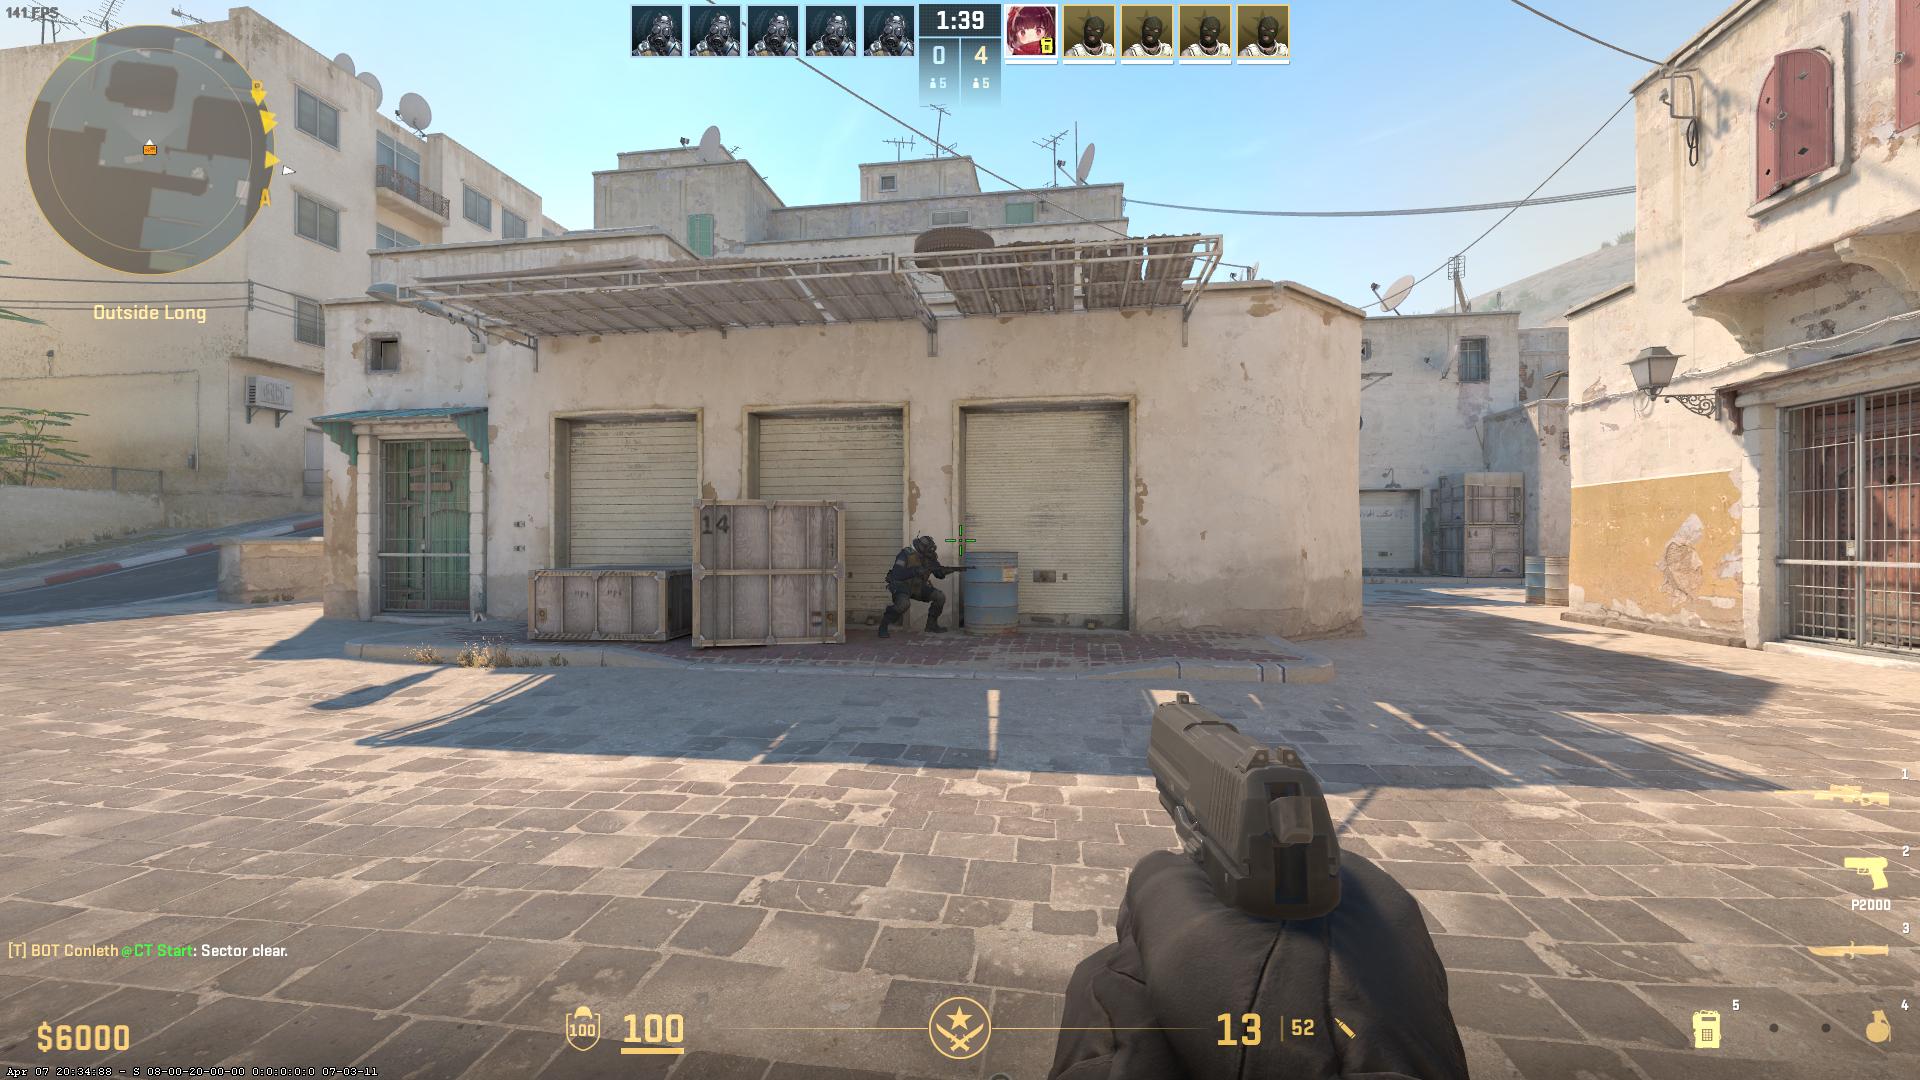 141 FPS
1:39
0 4
5 5
B
A
Outside Long
14
14
1
2
P2000
3
[T] BOT Conleth@CT Start: Sector clear.
5
4
$6000
100 100
13 52
Apr 07 20:34:88 - S 08-00-20-00-00 0:0:0:0:0 07-03-11